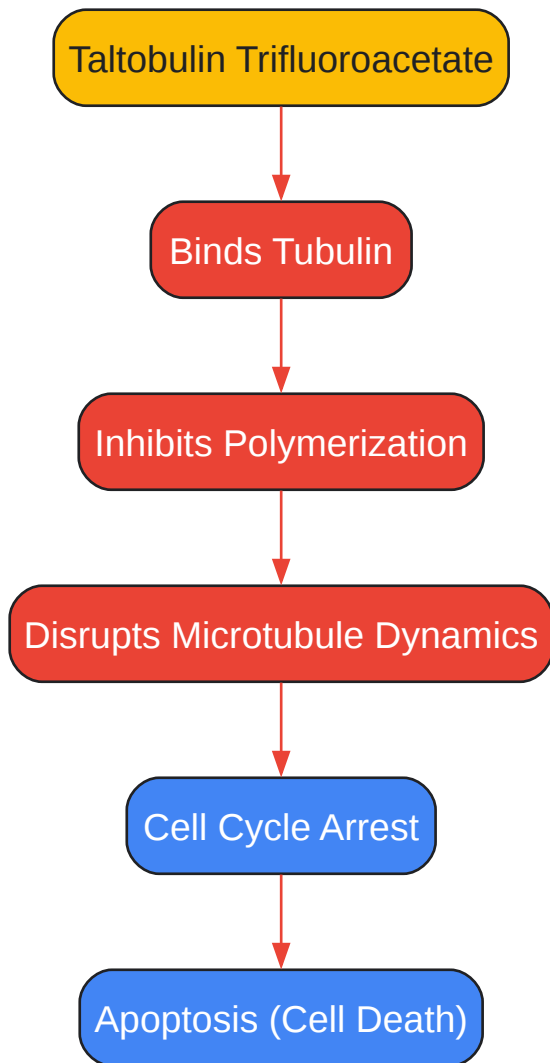 Taltobulin Trifluoroacetate
Binds Tubulin
Inhibits Polymerization
Disrupts Microtubule Dynamics
Cell Cycle Arrest
Apoptosis (Cell Death)